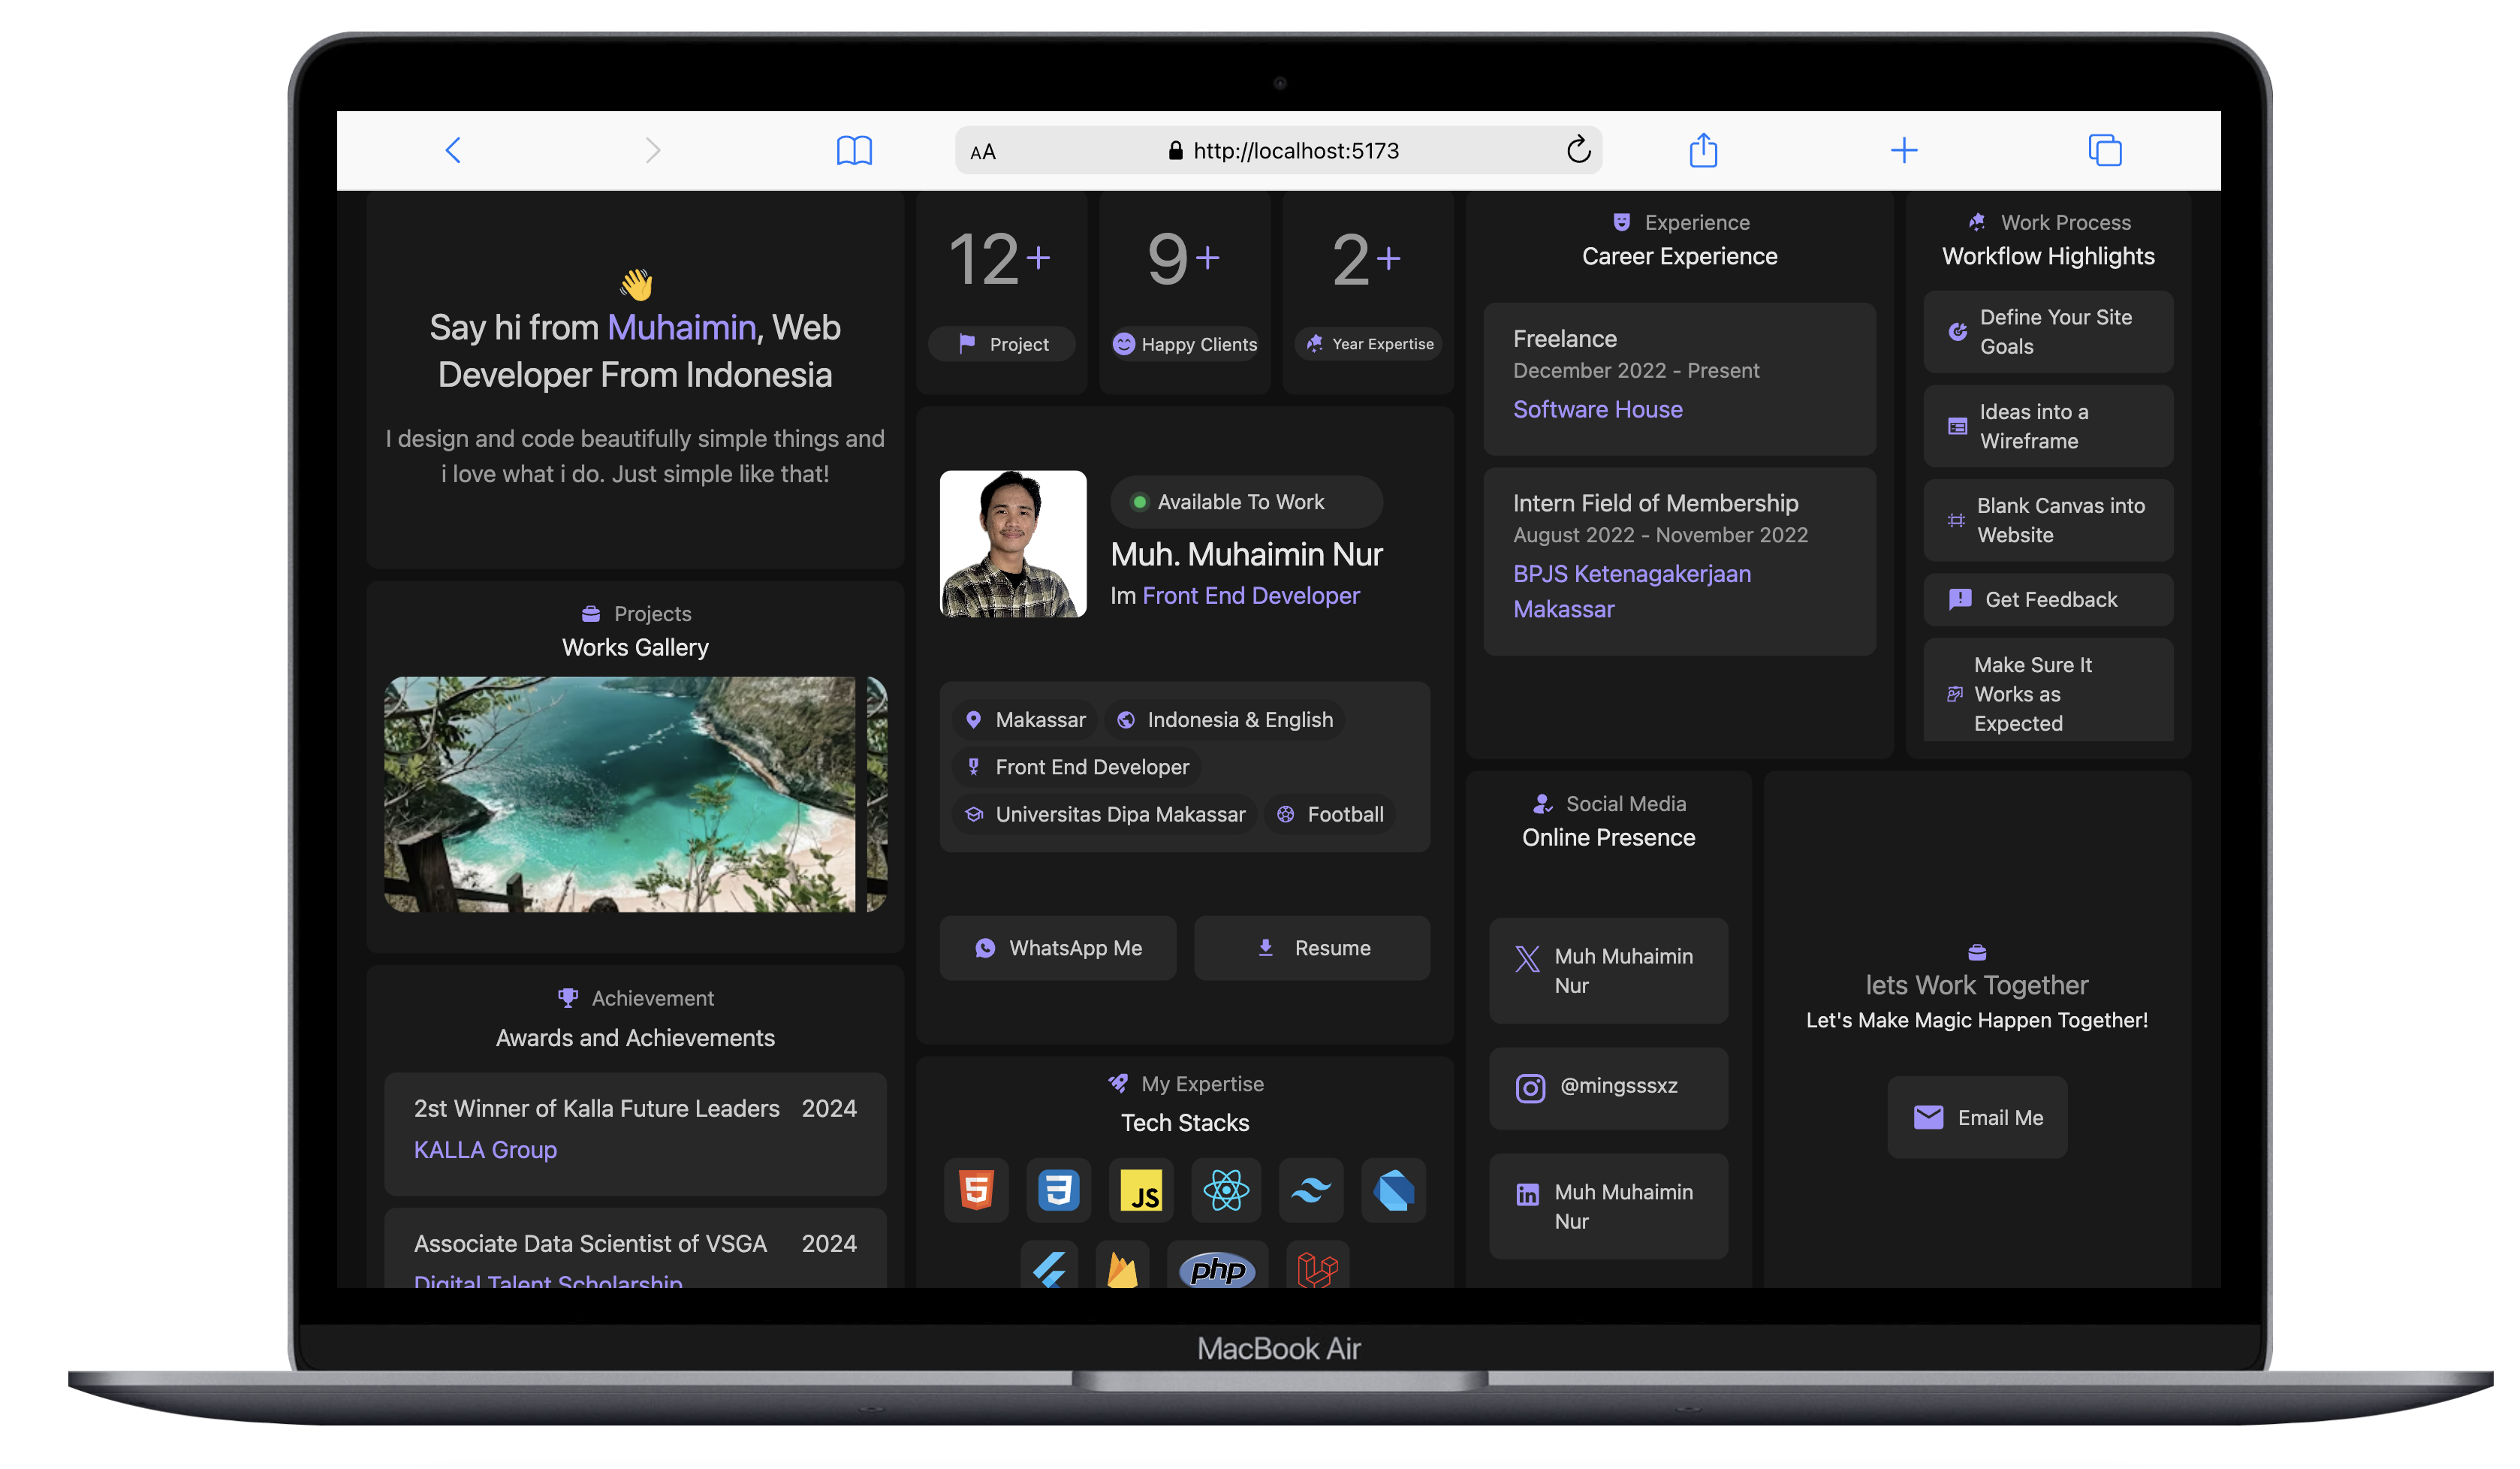 AA
http://localhost:5173
Say hi from Muhaimin, Web
Developer From Indonesia
I design and code beautifully simple things and
i love what i do. Just simple like that!
Projects
Works Gallery
Achievement
Awards and Achievements
2st Winner of Kalla Future Leaders 2024
KALLA Group
Associate Data Scientist of VSGA 2024
Digital Talent Scholarship
12+
Project
9+
Happy Clients
2+
Year Expertise
Available To Work
Muh. Muhaimin Nur
Im Front End Developer
Makassar
Indonesia & English
Front End Developer
Universitas Dipa Makassar
Football
WhatsApp Me
Resume
My Expertise
Tech Stacks
5
3
JS
php
Experience
Career Experience
Freelance
December 2022 - Present
Software House
Intern Field of Membership
August 2022 - November 2022
BPJS Ketenagakerjaan
Makassar
Work Process
Workflow Highlights
Define Your Site
Goals
Ideas into a
Wireframe
Blank Canvas into
Website
Get Feedback
Make Sure It
Works as
Expected
Social Media
Online Presence
X
Muh Muhaimin
Nur
@mingsssxz
in
Muh Muhaimin
Nur
lets Work Together
Let's Make Magic Happen Together!
Email Me
MacBook Air